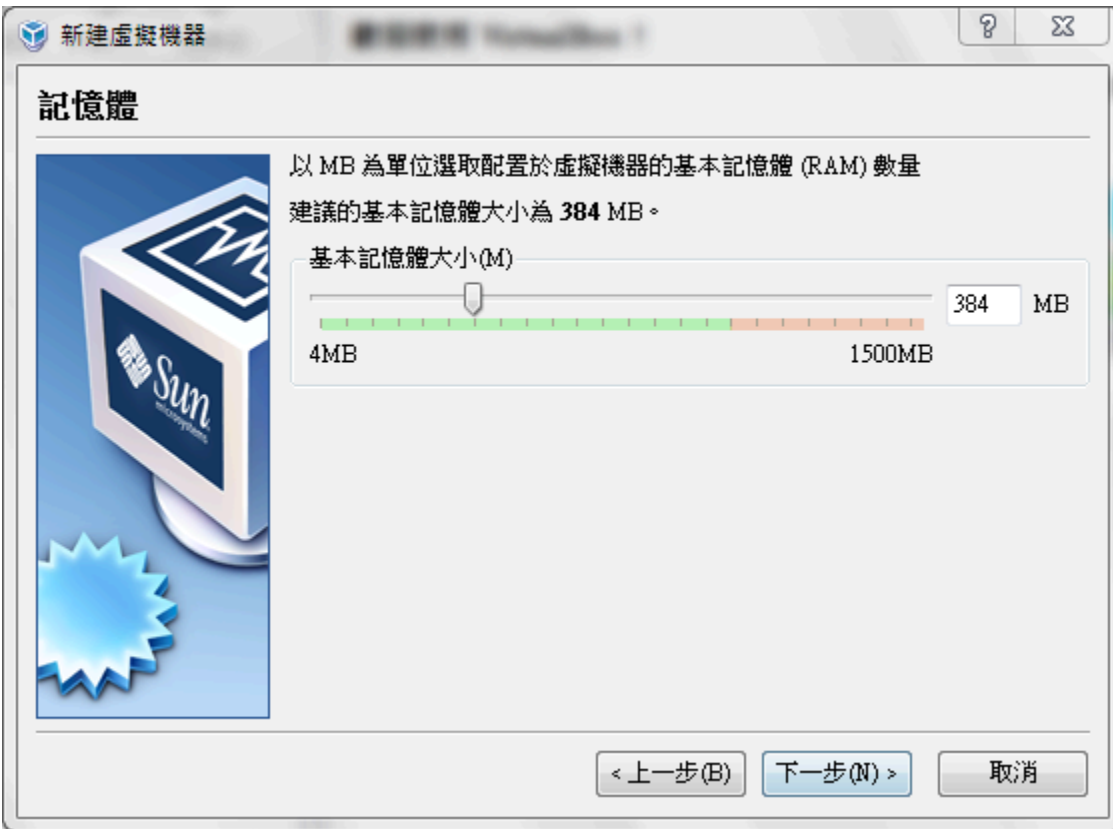 新建虛擬機器
記憶體
以 MB 為單位選取配置於虛擬機器的基本記憶體 (RAM) 數量
建議的基本記憶體大小為 384 MB。
基本記憶體大小(M)
384 MB
4MB 1500MB
Sun
microsystems
< 上一步(B) 下一步(N) > 取消